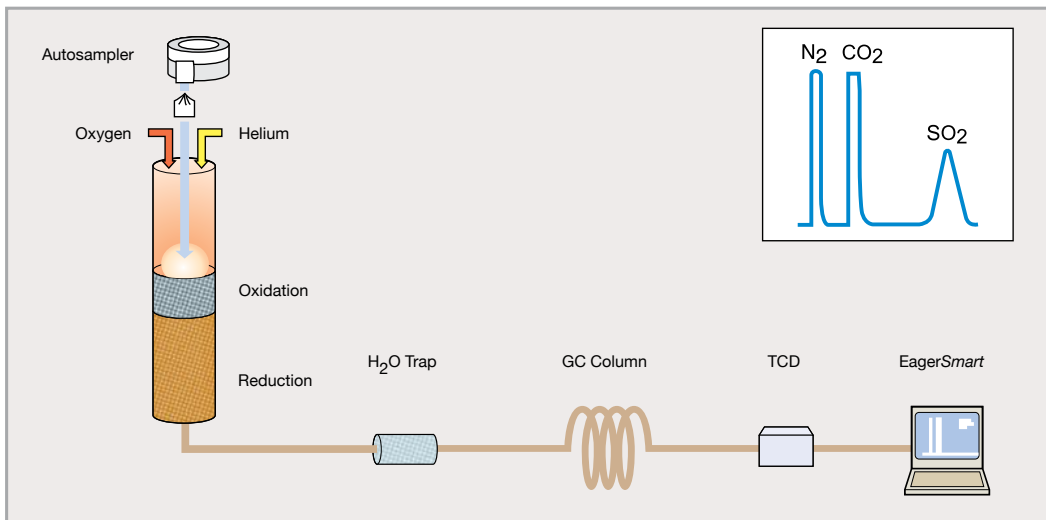 Autosampler
Oxygen
Helium
N2 CO2
SO2
Oxidation
Reduction
H2O Trap
GC Column
TCD
EagerSmart